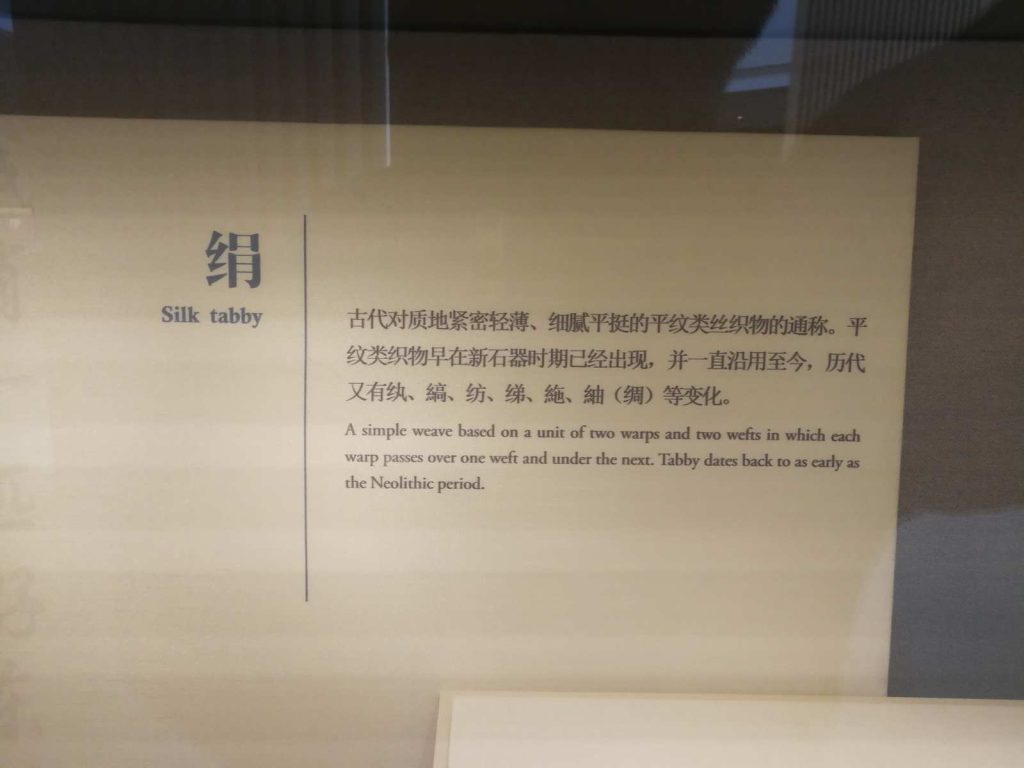 绢
Silk tabby
古代对质地紧密轻薄、细腻平挺的平纹类丝织物的通称。平
纹类织物早在新石器时期已经出现，并一直沿用至今，历代
又有纨、縞、纺、绨、絁、紬（绸）等变化。
A simple weave based on a unit of two warps and two wefts in which each
warp passes over one weft and under the next. Tabby dates back to as early as
the Neolithic period.